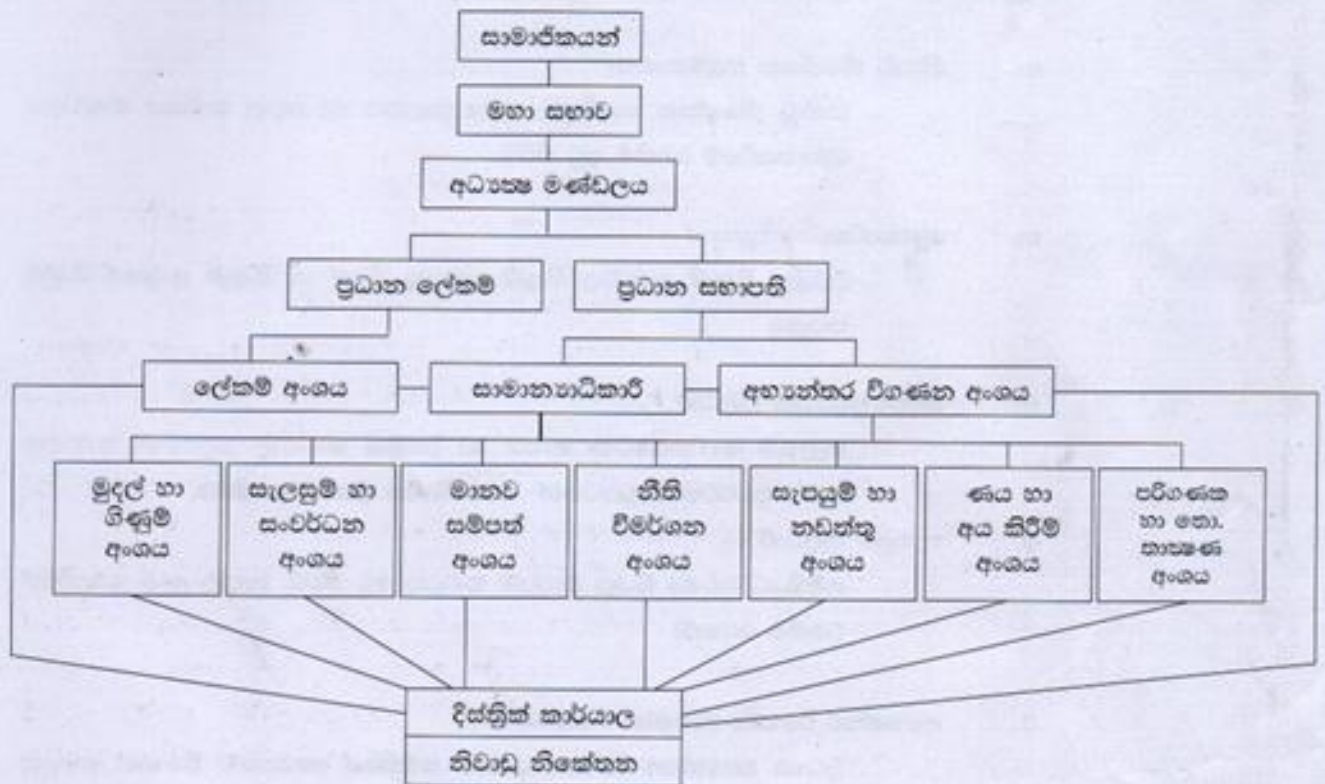 සාමාජිකයන්
මහා සභාව
අධ්‍යක්ෂ මණ්ඩලය
ප්‍රධාන ලේකම්
ප්‍රධාන සභාපති
ලේකම් අංශය
සාමාන්‍යාධිකාරී
අභ්‍යන්තර විගණන අංශය
මුදල් හා
ගිණුම්
අංශය
සැලසුම් හා
සංවර්ධන
අංශය
මානව
සම්පත්
අංශය
නීති
විමර්ශන
අංශය
සැපයුම් හා
නඩත්තු
අංශය
ණය හා
අය කිරීම්
අංශය
පරිගණක
හා තො.
තාක්ෂණ
අංශය
දිස්ත්‍රික් කාර්යාල
නිවාඩු නිකේතන